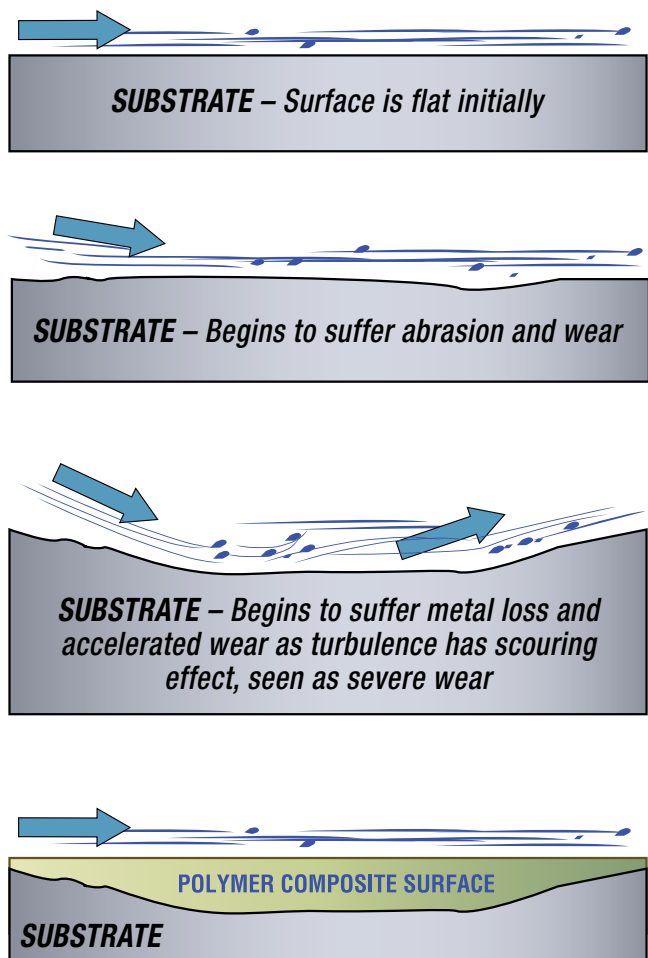 SUBSTRATE – Surface is flat initially
SUBSTRATE – Begins to suffer abrasion and wear
SUBSTRATE – Begins to suffer metal loss and
accelerated wear as turbulence has scouring
effect, seen as severe wear
POLYMER COMPOSITE SURFACE
SUBSTRATE